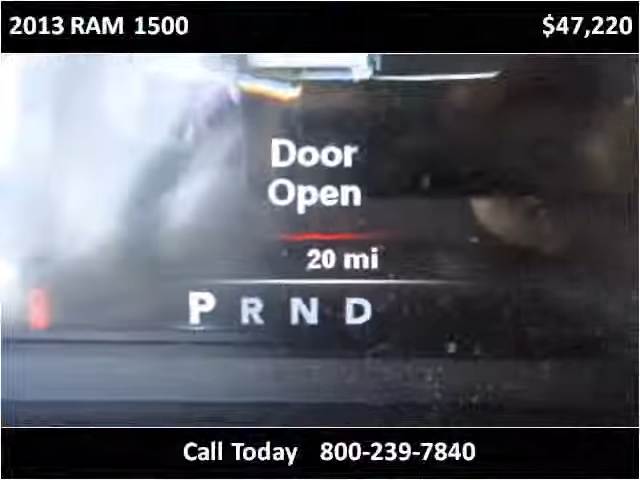 2013 RAM 1500 $47,220
Door
Open
20 mi
P R N D
Call Today 800-239-7840